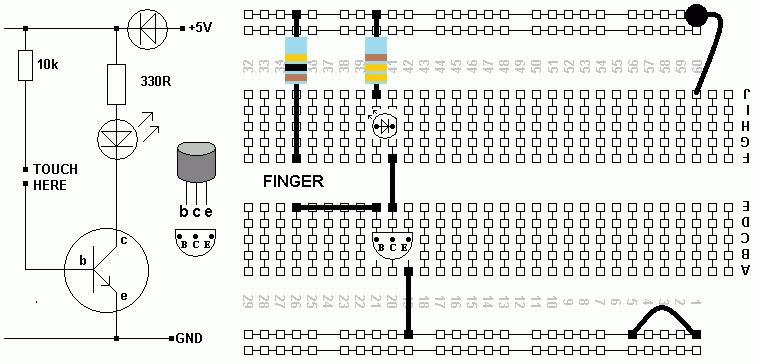 +5V
10k
330R
TOUCH
HERE
b
c
e
GND
b c e
B C E
32 33 34 36 37 38 39 41 42 43 44 45 46 47 48 49 50 51 52 53 54 55 56 57 58 59 60
J
I
H
G
F
FINGER
E
D
C
B
A
B C E
29 28 27 26 25 24 23 22 21 20 18 17 16 15 14 13 12 11 10 9 8 7 6 5 4 3 2 1